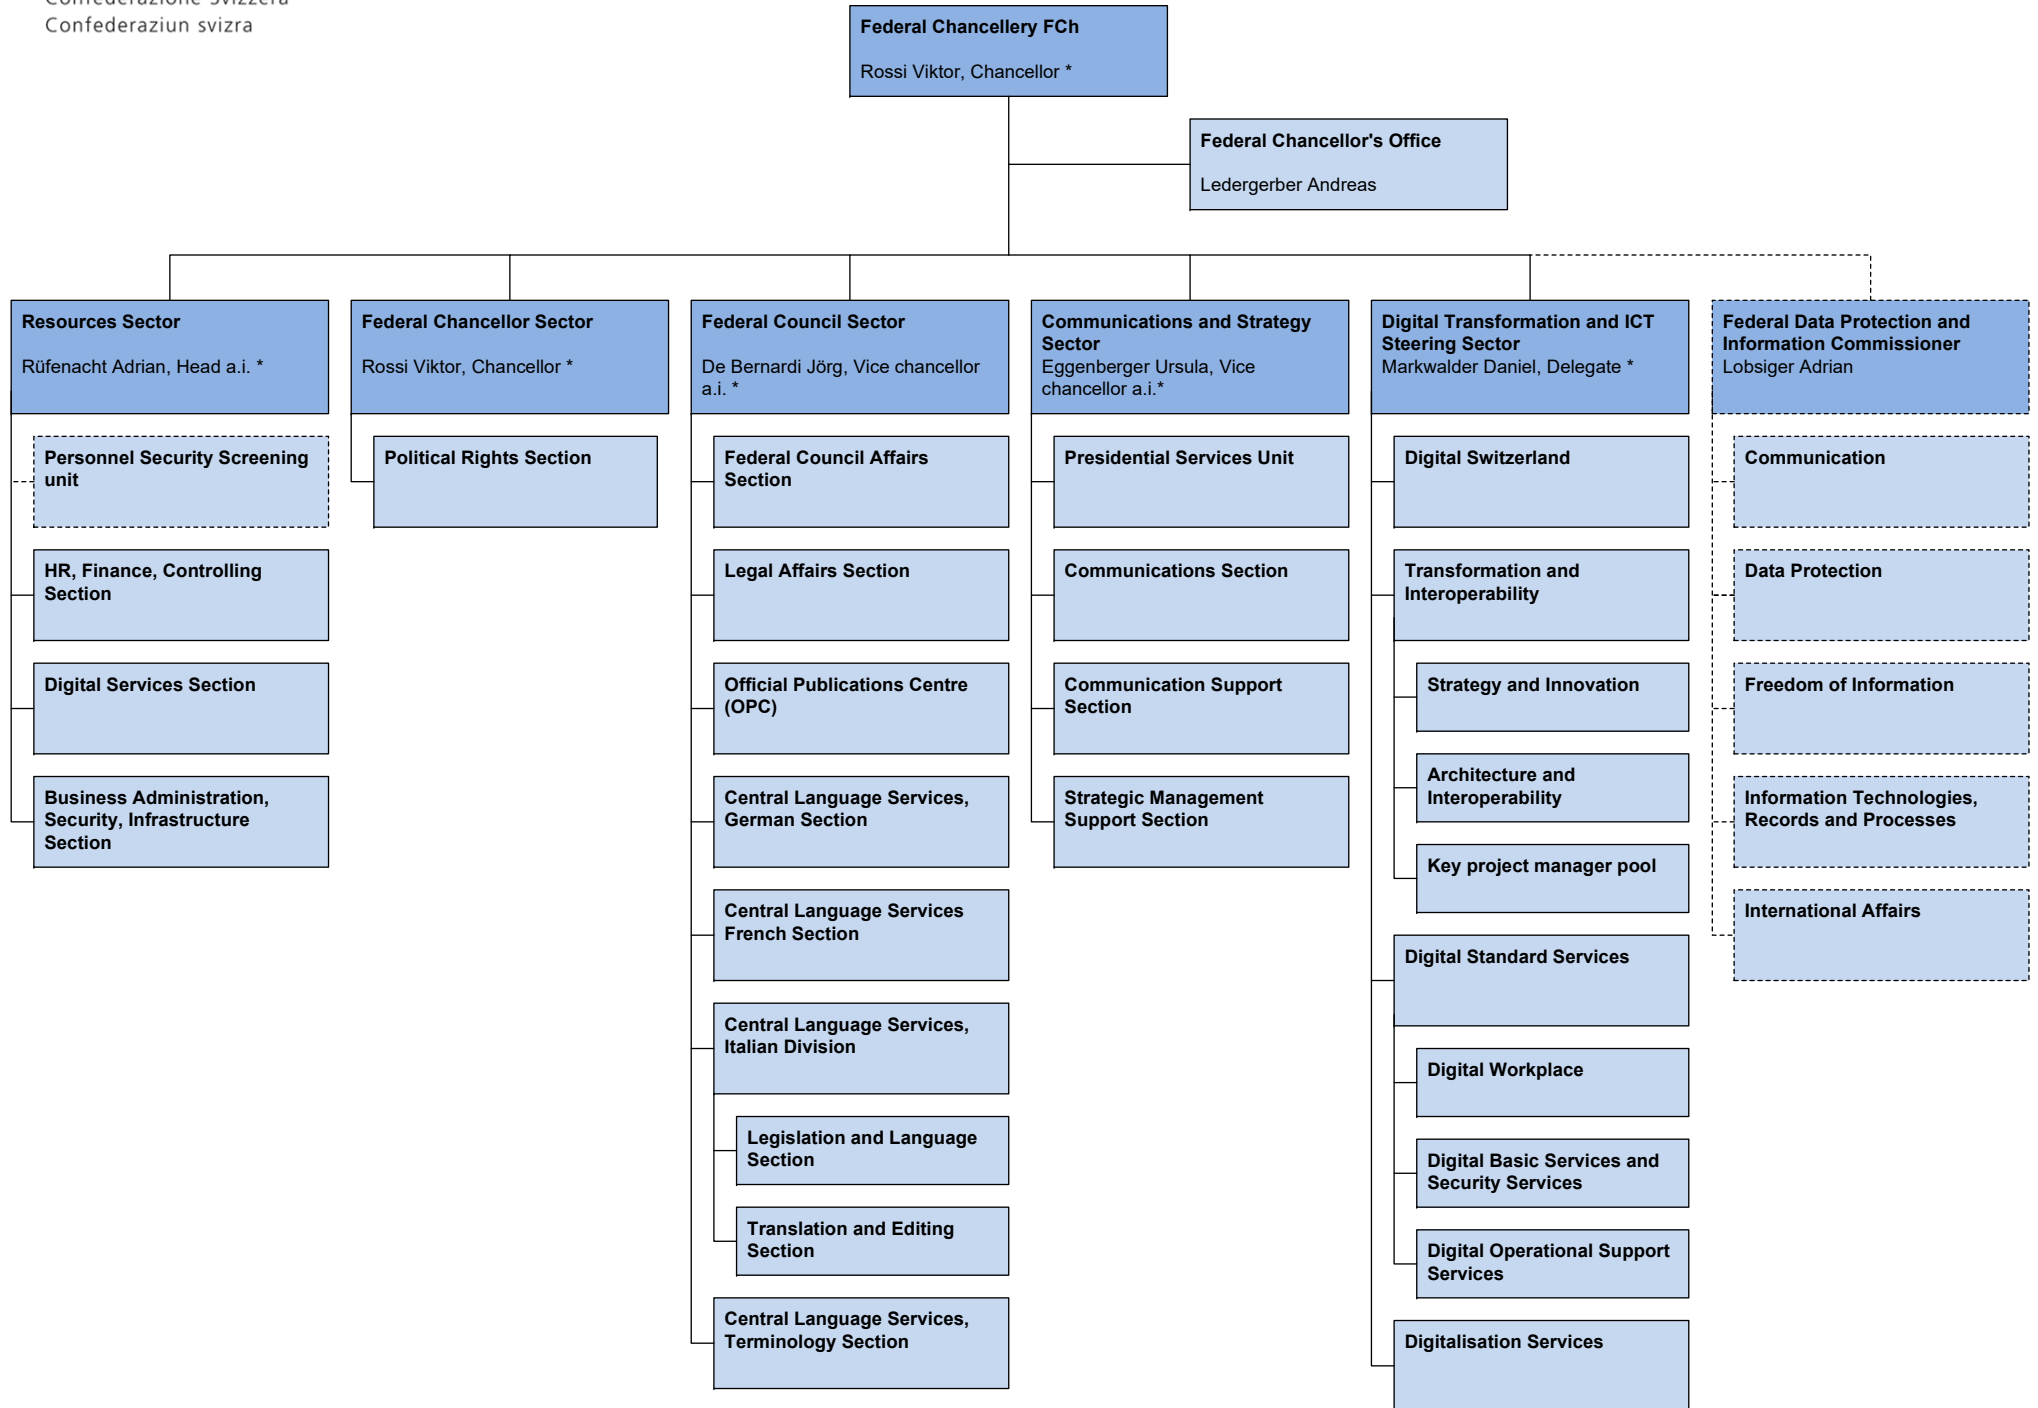 Confederazione Svizzera
Confederaziun svizra
Federal Chancellery FCh
Rossi Viktor, Chancellor *
Federal Chancellor's Office
Ledergerber Andreas
Resources Sector
Rüfenacht Adrian, Head a.i. *
Personnel Security Screening
unit
HR, Finance, Controlling
Section
Digital Services Section
Business Administration,
Security, Infrastructure
Section
Federal Chancellor Sector
Rossi Viktor, Chancellor *
Political Rights Section
Federal Council Sector
De Bernardi Jörg, Vice chancellor
a.i. *
Federal Council Affairs
Section
Legal Affairs Section
Official Publications Centre
(OPC)
Central Language Services,
German Section
Central Language Services
French Section
Central Language Services,
Italian Division
Legislation and Language
Section
Translation and Editing
Section
Central Language Services,
Terminology Section
Communications and Strategy
Sector
Eggenberger Ursula, Vice
chancellor a.i.*
Presidential Services Unit
Communications Section
Communication Support
Section
Strategic Management
Support Section
Digital Transformation and ICT
Steering Sector
Markwalder Daniel, Delegate *
Digital Switzerland
Transformation and
Interoperability
Strategy and Innovation
Architecture and
Interoperability
Key project manager pool
Digital Standard Services
Digital Workplace
Digital Basic Services and
Security Services
Digital Operational Support
Services
Digitalisation Services
Federal Data Protection and
Information Commissioner
Lobsiger Adrian
Communication
Data Protection
Freedom of Information
Information Technologies,
Records and Processes
International Affairs